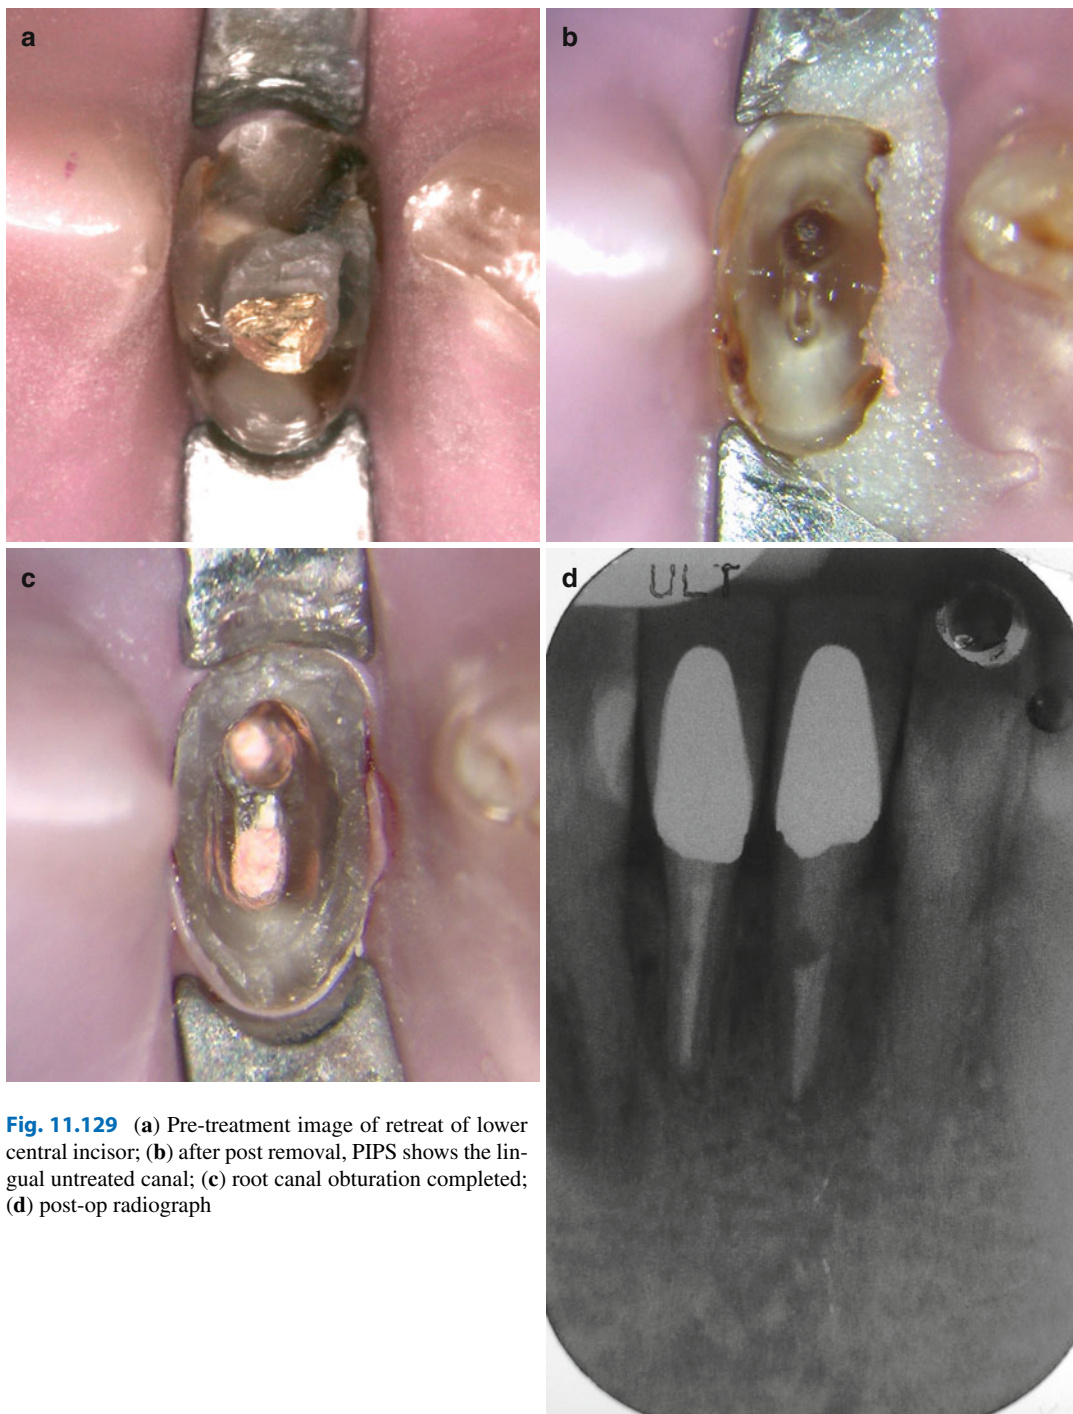 a
b
c
d
ULT
Fig. 11.129 (a) Pre-treatment image of retreat of lower
central incisor; (b) after post removal, PIPS shows the lin-
gual untreated canal; (c) root canal obturation completed;
(d) post-op radiograph